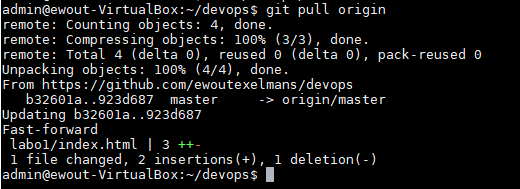 admin@ewout-VirtualBox:~/devops$ git pull origin
remote: Counting objects: 4, done.
remote: Compressing objects: 100% (3/3), done.
remote: Total 4 (delta 0), reused 0 (delta 0), pack-reused 0
Unpacking objects: 100% (4/4), done.
From https://github.com/ewoutexelmans/devops
   b32601a..923d687  master     -> origin/master
Updating b32601a..923d687
Fast-forward
 labo1/index.html | 3 ++-
 1 file changed, 2 insertions(+), 1 deletion(-)
admin@ewout-VirtualBox:~/devops$